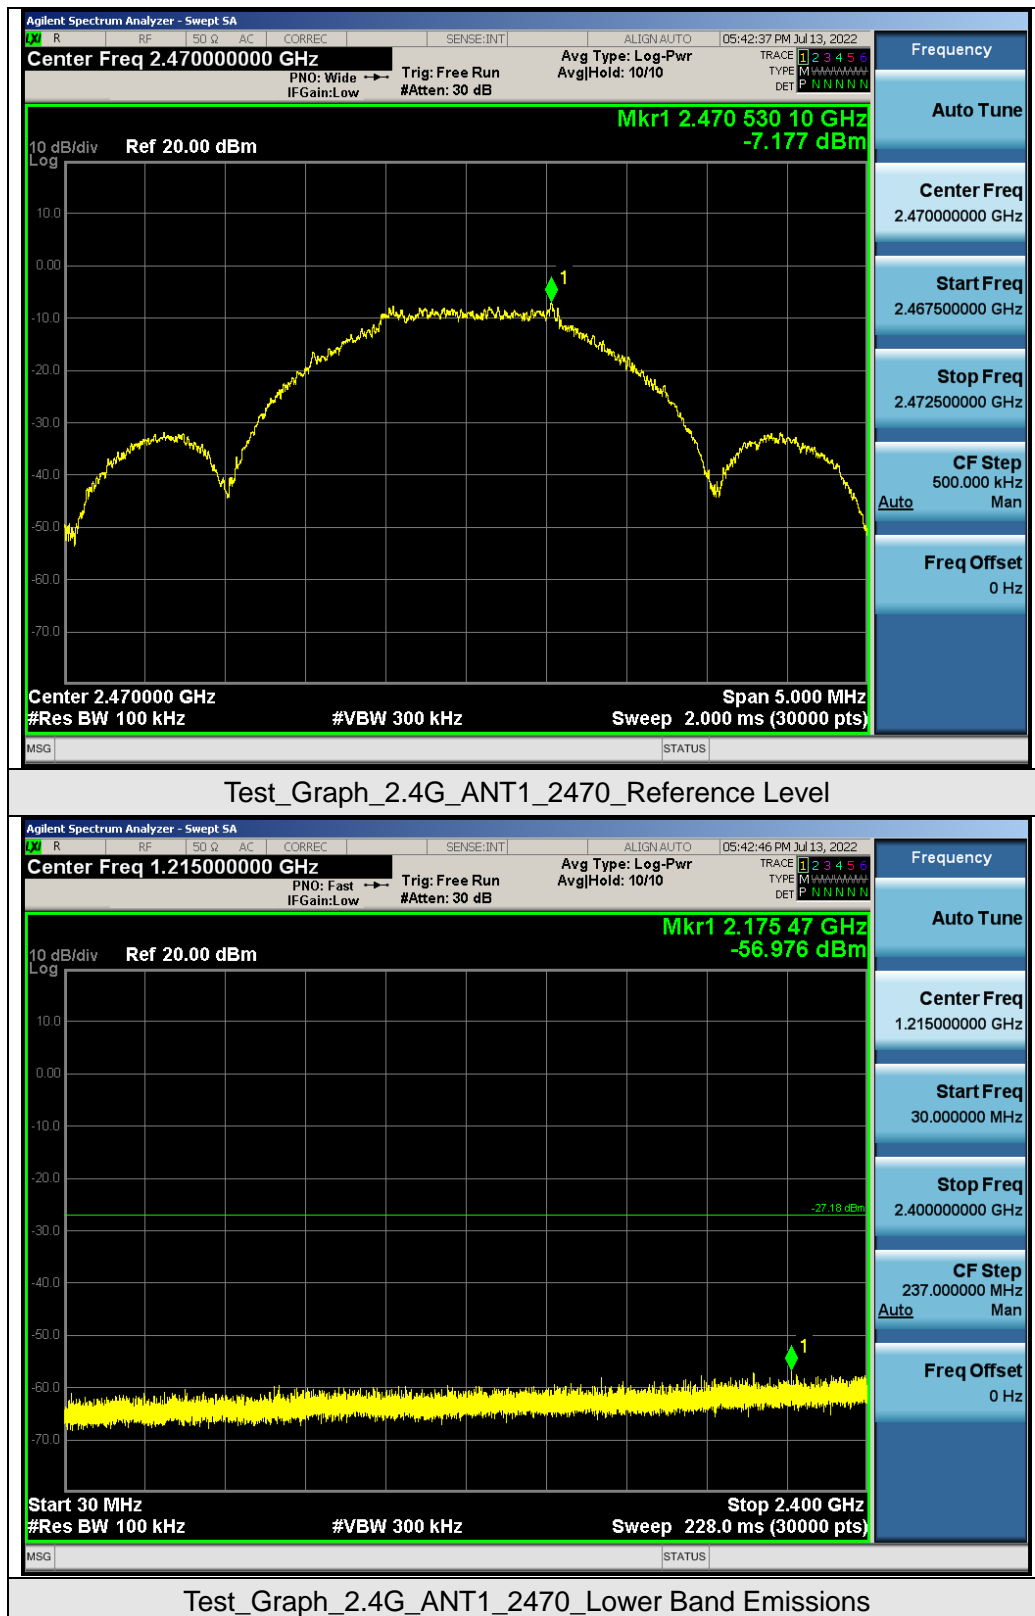 Agilent Spectrum Analyzer - Swept SA
LXI R RF 50 Ω AC CORREC SENSE:INT ALIGN AUTO 05:42:37 PM Jul 13, 2022
Center Freq 2.470000000 GHz
PNO: Wide
IFGain:Low
Trig: Free Run
#Atten: 30 dB
Avg Type: Log-Pwr
Avg|Hold: 10/10
TRACE 1 2 3 4 5 6
TYPE M
DET P N N N N N
Mkr1 2.470 530 10 GHz
-7.177 dBm
10 dB/div Ref 20.00 dBm
Log
10.0
0.00
-10.0
-20.0
-30.0
-40.0
-50.0
-60.0
-70.0
1
Center 2.470000 GHz Span 5.000 MHz
#Res BW 100 kHz #VBW 300 kHz Sweep 2.000 ms (30000 pts)
MSG STATUS
Frequency
Auto Tune
Center Freq
2.470000000 GHz
Start Freq
2.467500000 GHz
Stop Freq
2.472500000 GHz
CF Step
500.000 kHz
Auto Man
Freq Offset
0 Hz
Test_Graph_2.4G_ANT1_2470_Reference Level
Agilent Spectrum Analyzer - Swept SA
LXI R RF 50 Ω AC CORREC SENSE:INT ALIGN AUTO 05:42:46 PM Jul 13, 2022
Center Freq 1.215000000 GHz
PNO: Fast
IFGain:Low
Trig: Free Run
#Atten: 30 dB
Avg Type: Log-Pwr
Avg|Hold: 10/10
TRACE 1 2 3 4 5 6
TYPE M
DET P N N N N N
Mkr1 2.175 47 GHz
-56.976 dBm
10 dB/div Ref 20.00 dBm
Log
10.0
0.00
-10.0
-20.0
-27.18 dBm
-30.0
-40.0
-50.0
-60.0
-70.0
1
Start 30 MHz Stop 2.400 GHz
#Res BW 100 kHz #VBW 300 kHz Sweep 228.0 ms (30000 pts)
MSG STATUS
Frequency
Auto Tune
Center Freq
1.215000000 GHz
Start Freq
30.000000 MHz
Stop Freq
2.400000000 GHz
CF Step
237.000000 MHz
Auto Man
Freq Offset
0 Hz
Test_Graph_2.4G_ANT1_2470_Lower Band Emissions